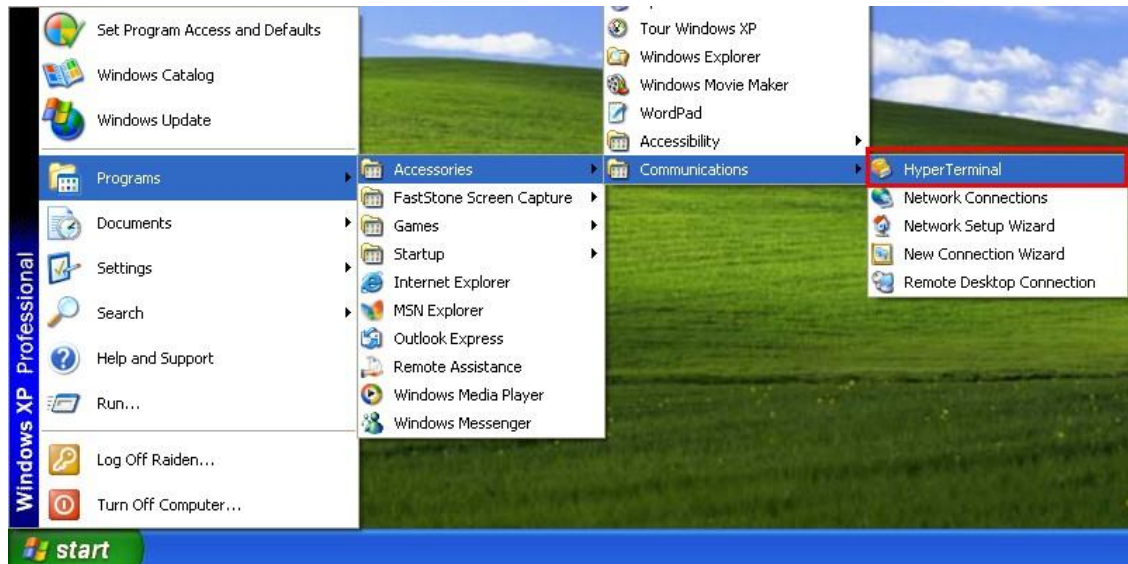 Set Program Access and Defaults
Windows Catalog
Windows Update
Programs
Documents
Settings
Search
Help and Support
Run...
Log Off Raiden...
Turn Off Computer...
Windows XP Professional
start
Accessories
FastStone Screen Capture
Games
Startup
Internet Explorer
MSN Explorer
Outlook Express
Remote Assistance
Windows Media Player
Windows Messenger
Tour Windows XP
Windows Explorer
Windows Movie Maker
WordPad
Accessibility
Communications
HyperTerminal
Network Connections
Network Setup Wizard
New Connection Wizard
Remote Desktop Connection